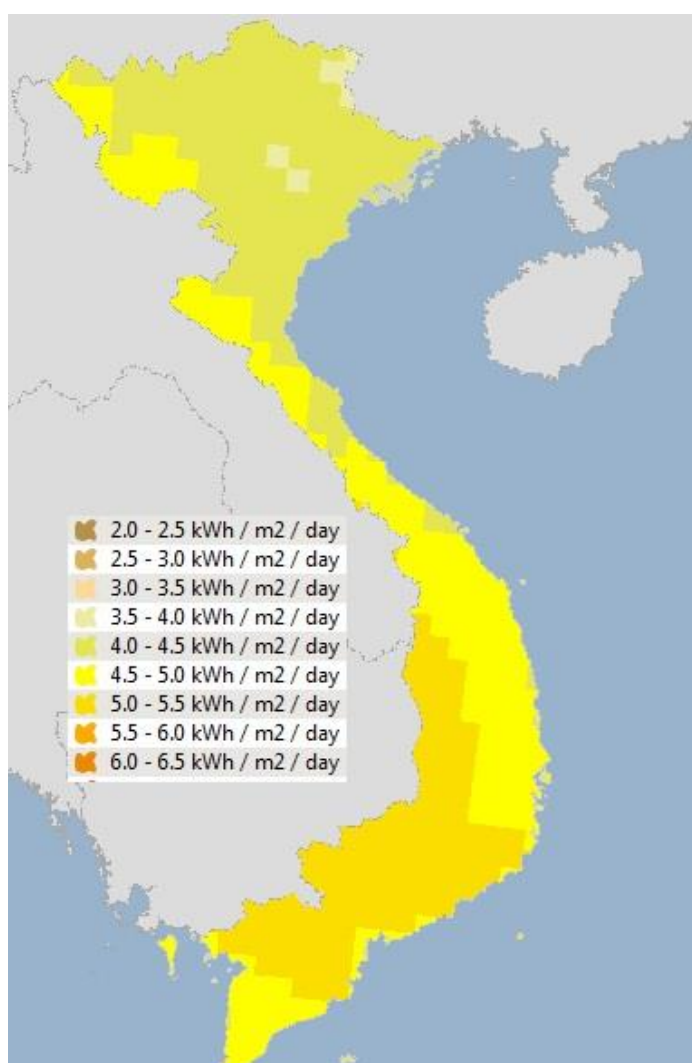 2.0 - 2.5 kWh / m2 / day
2.5 - 3.0 kWh / m2 / day
3.0 - 3.5 kWh / m2 / day
3.5 - 4.0 kWh / m2 / day
4.0 - 4.5 kWh / m2 / day
4.5 - 5.0 kWh / m2 / day
5.0 - 5.5 kWh / m2 / day
5.5 - 6.0 kWh / m2 / day
6.0 - 6.5 kWh / m2 / day